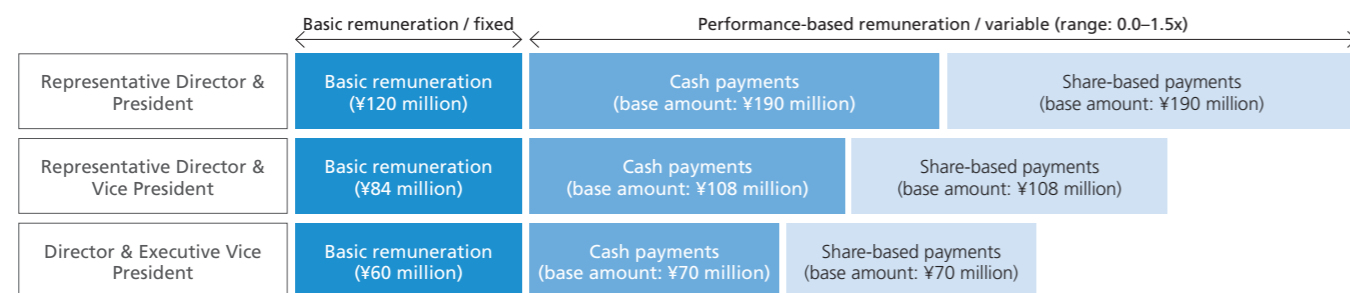 Basic remuneration / fixed
Performance-based remuneration / variable (range: 0.0–1.5x)
Representative Director &
President
Basic remuneration
(¥120 million)
Cash payments
(base amount: ¥190 million)
Share-based payments
(base amount: ¥190 million)
Representative Director &
Vice President
Basic remuneration
(¥84 million)
Cash payments
(base amount: ¥108 million)
Share-based payments
(base amount: ¥108 million)
Director & Executive Vice
President
Basic remuneration
(¥60 million)
Cash payments
(base amount: ¥70 million)
Share-based payments
(base amount: ¥70 million)